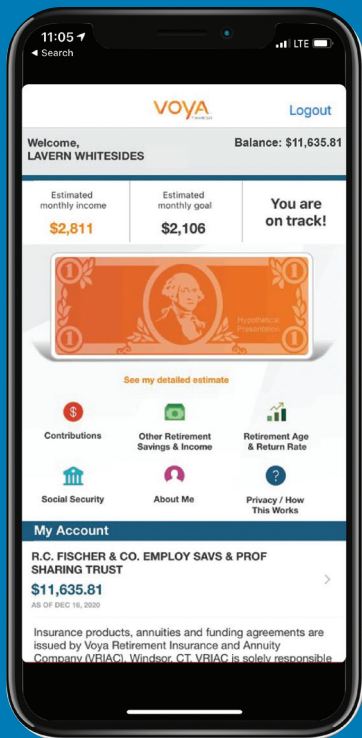 11:05
LTE
Search
VOYA
FINANCIAL
Logout
Welcome,
LAVERN WHITESIDES
Balance: $11,635.81
Estimated
monthly income
$2,811
Estimated
monthly goal
$2,106
You are
on track!
1
1
Hypothetical
Presentation
1
1
See my detailed estimate
$
Contributions
Other Retirement
Savings & Income
Retirement Age
& Return Rate
Social Security
About Me
?
Privacy / How
This Works
My Account
R.C. FISCHER & CO. EMPLOY SAVS & PROF
SHARING TRUST
$11,635.81
AS OF DEC 16, 2020
Insurance products, annuities and funding agreements are
issued by Voya Retirement Insurance and Annuity
Company (VRIAC), Windsor, CT. VRIAC is solely responsible